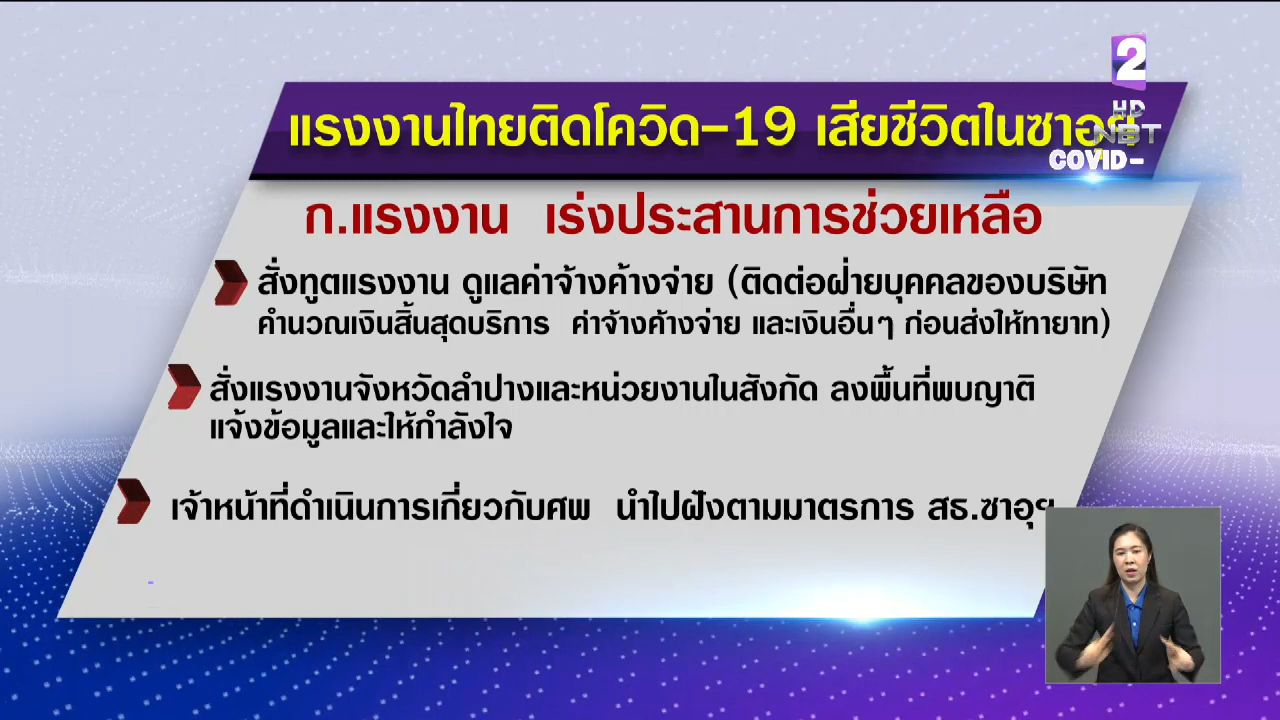 2
HD
NBT
COVID-
แรงงานไทยติดโควิด-19 เสียชีวิตในซาอุฯ
ก.แรงงาน เร่งประสานการช่วยเหลือ
สั่งทูตแรงงาน ดูแลค่าจ้างค้างจ่าย (ติดต่อฝ่ายบุคคลของบริษัท
คำนวณเงินสิ้นสุดบริการ ค่าจ้างค้างจ่าย และเงินอื่นๆ ก่อนส่งให้ทายาท)
สั่งแรงงานจังหวัดลำปางและหน่วยงานในสังกัด ลงพื้นที่พบญาติ
แจ้งข้อมูลและให้กำลังใจ
เจ้าหน้าที่ดำเนินการเกี่ยวกับศพ นำไปฝังตามมาตรการ สธ.ซาอุฯ